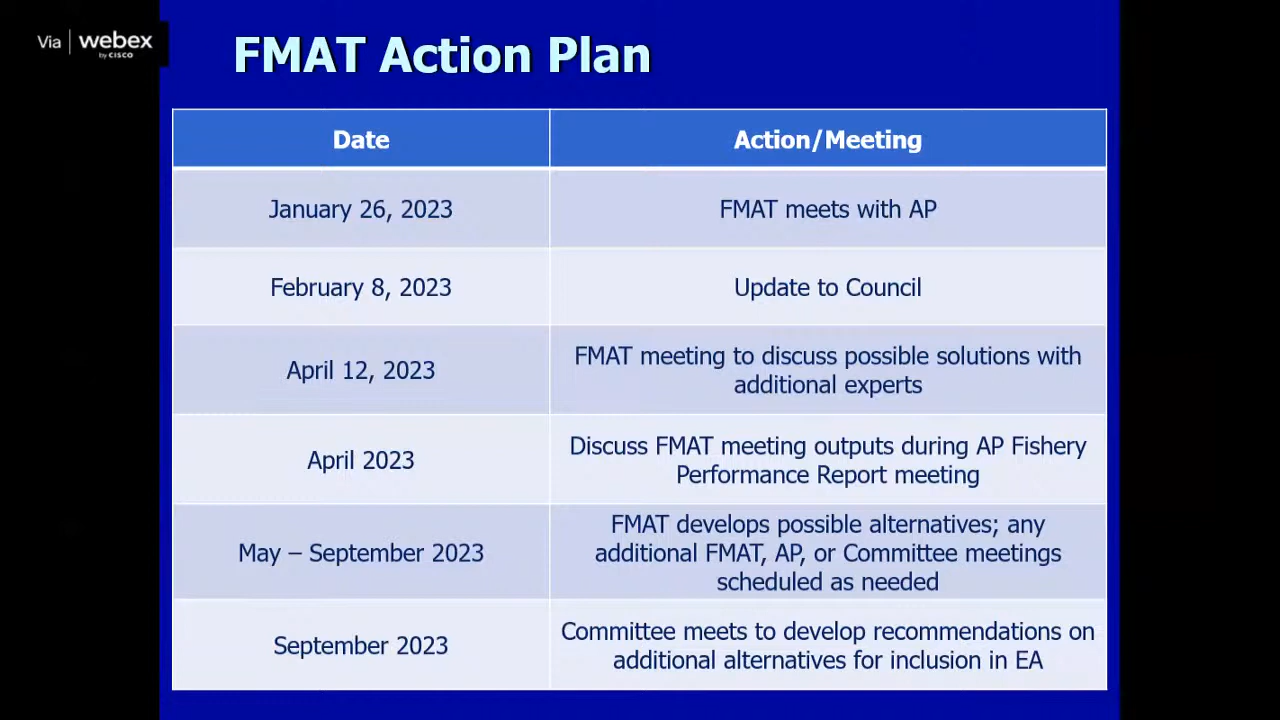 Via webex
by CISCO
FMAT Action Plan
Date
Action/Meeting
January 26, 2023
FMAT meets with AP
February 8, 2023
Update to Council
April 12, 2023
FMAT meeting to discuss possible solutions with
additional experts
April 2023
Discuss FMAT meeting outputs during AP Fishery
Performance Report meeting
May – September 2023
FMAT develops possible alternatives; any
additional FMAT, AP, or Committee meetings
scheduled as needed
September 2023
Committee meets to develop recommendations on
additional alternatives for inclusion in EA